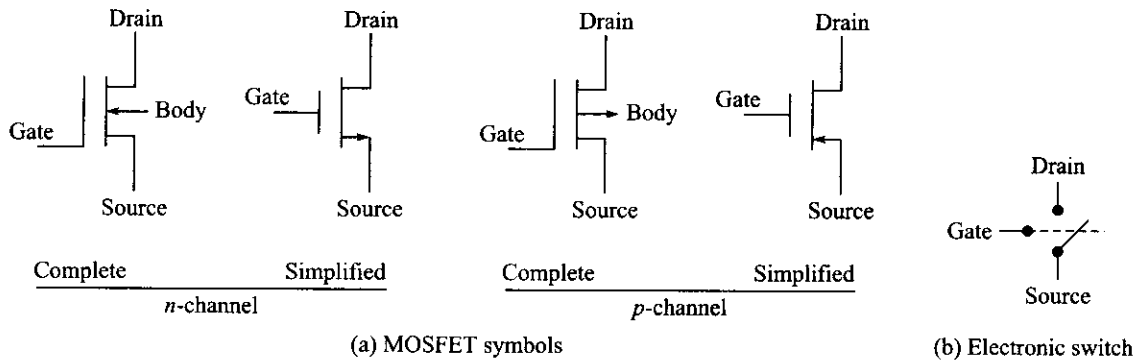 Drain Drain Drain Drain
Gate Body Gate Gate Body Gate
Source Source Source Source
Drain
Gate
Source
Complete Simplified Complete Simplified
n-channel p-channel
(a) MOSFET symbols (b) Electronic switch